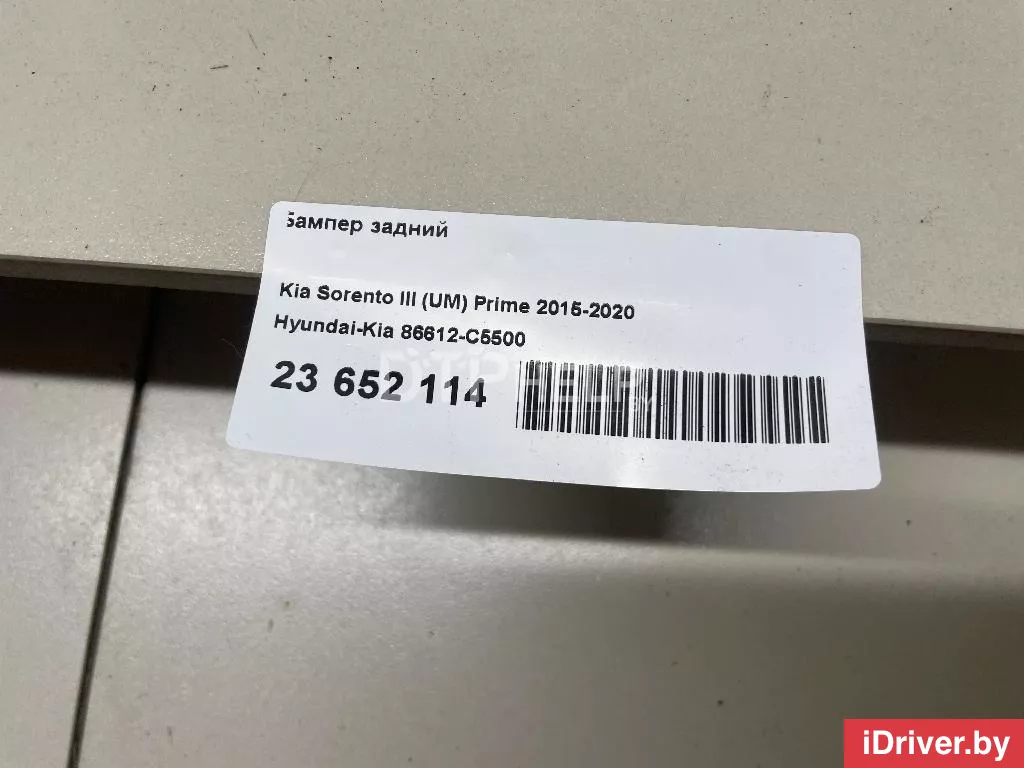 Бампер задний
Kia Sorento III (UM) Prime 2015-2020
Hyundai-Kia 86612-C5500
23 652 114
iDriver.by